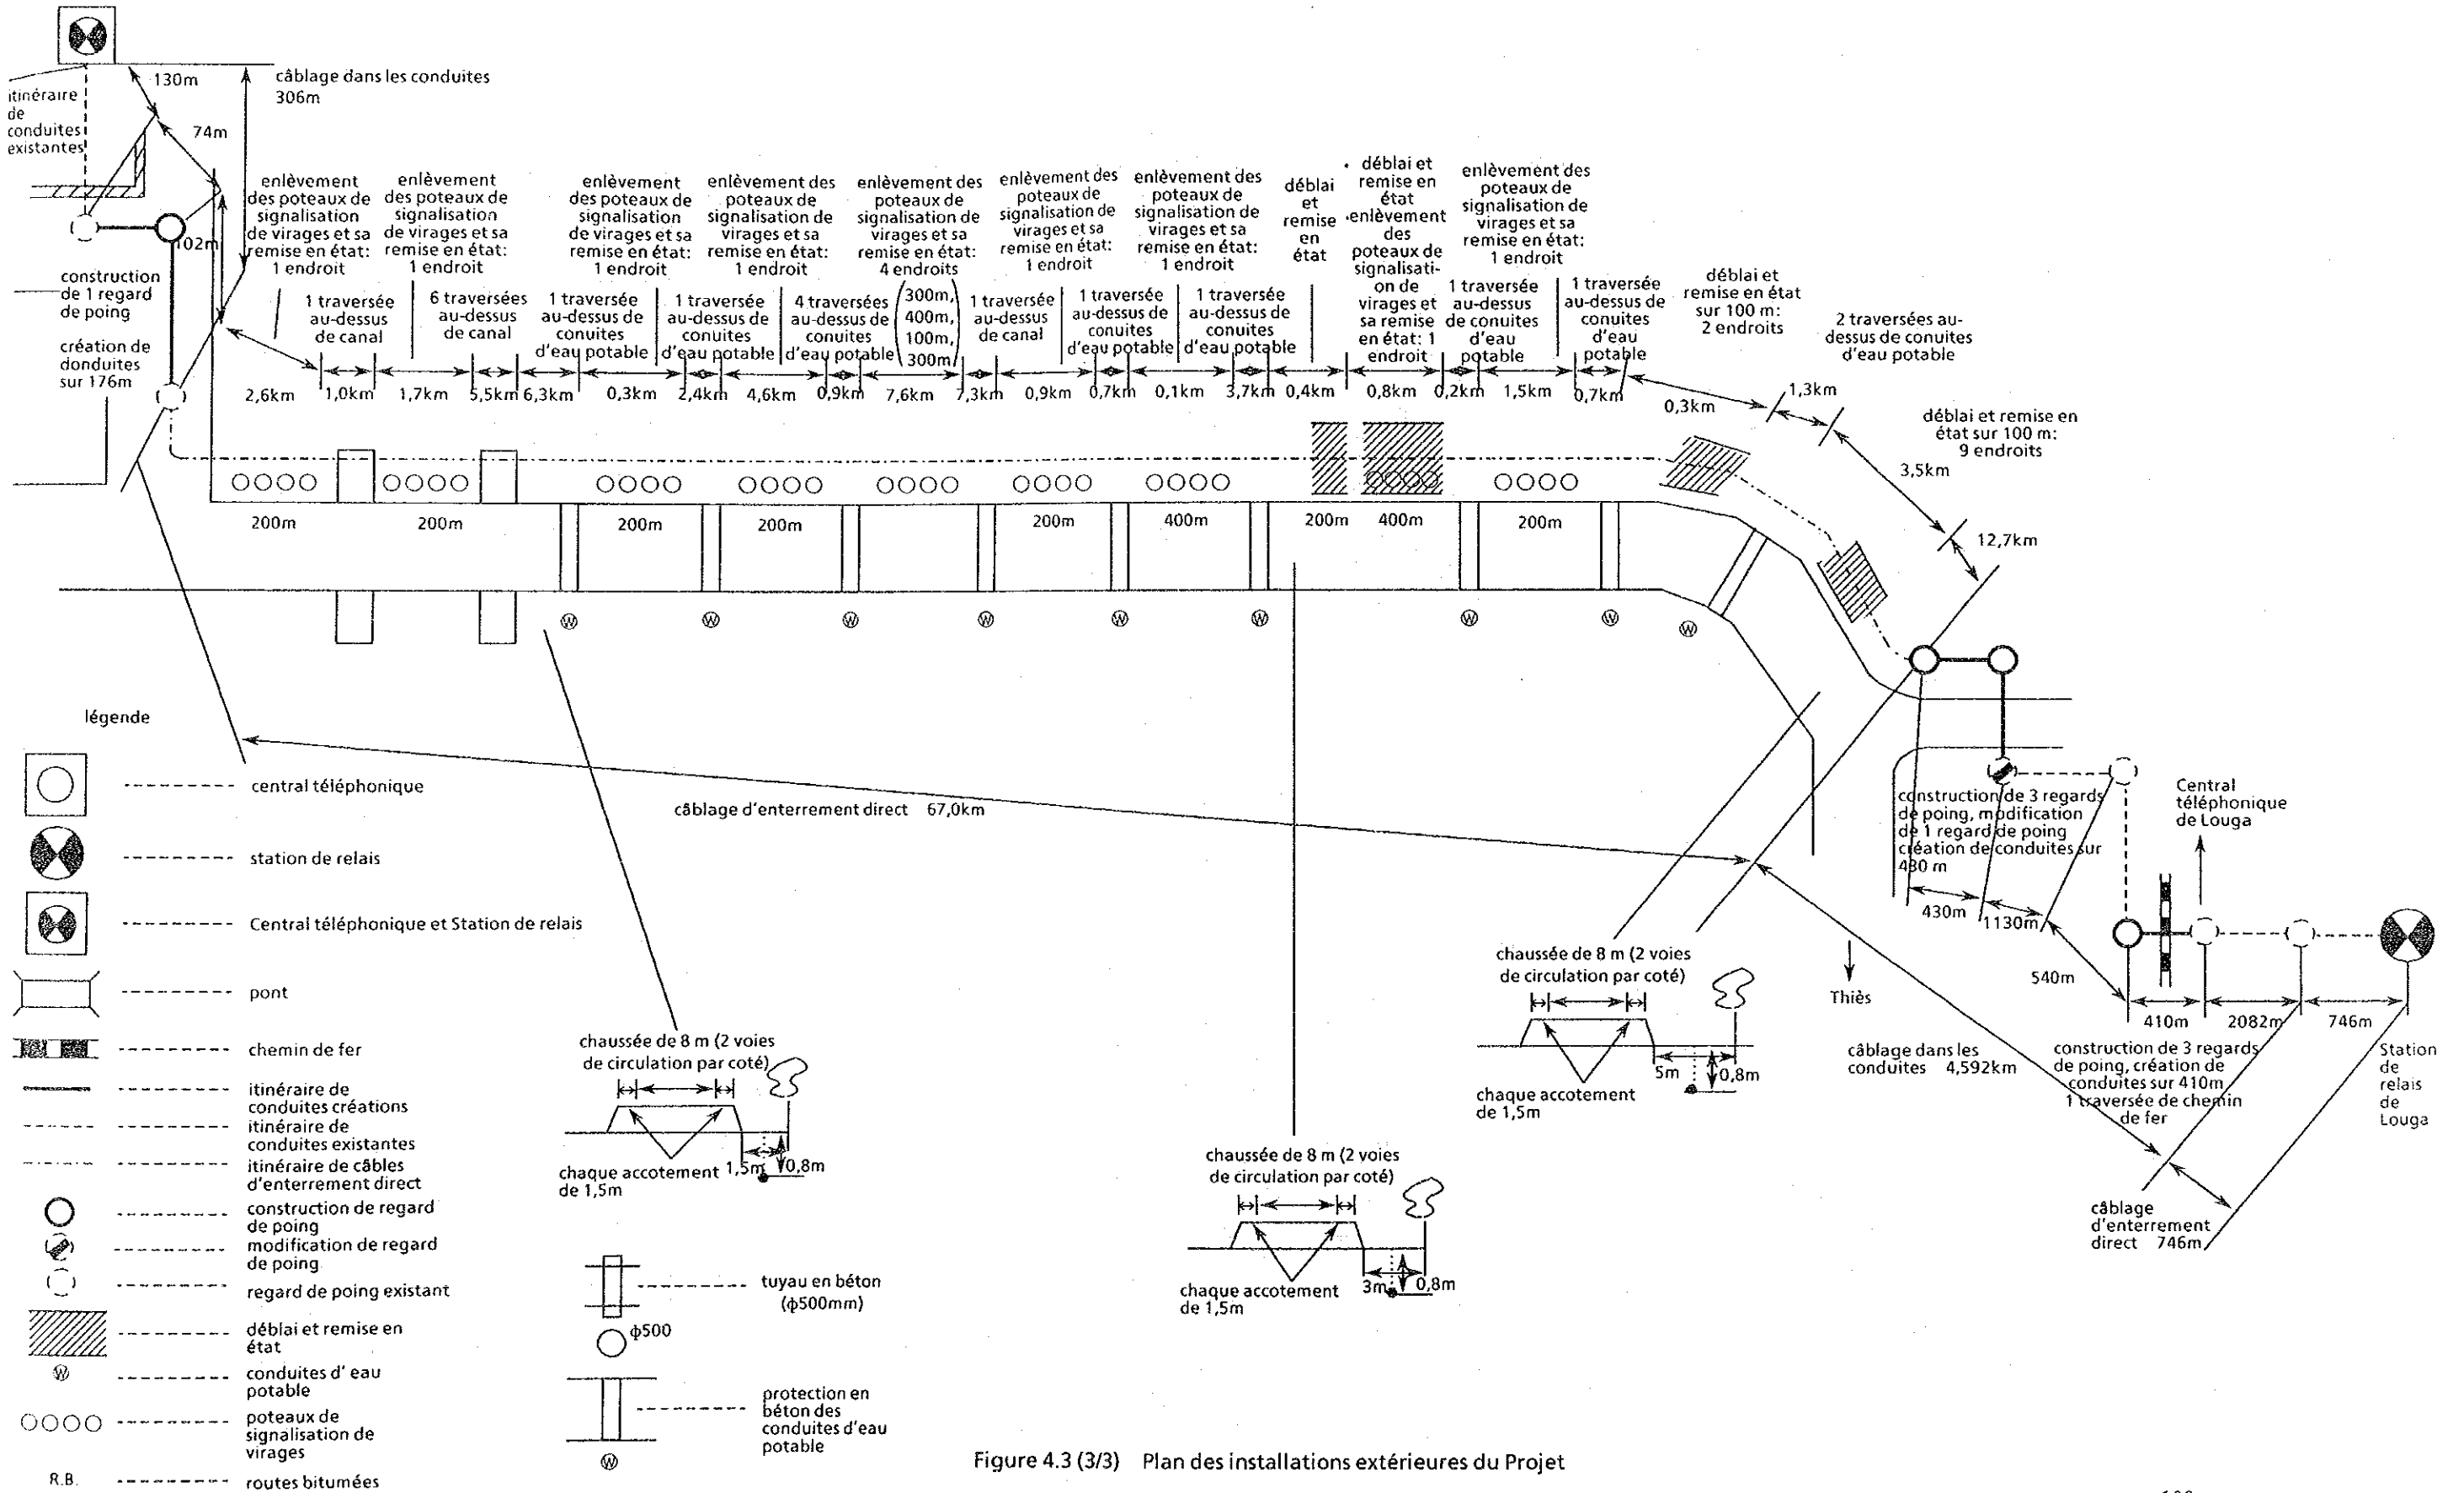 130m
câblage dans les conduites
306m
itinéraire
de
conduites
existantes
74m
102m
construction
de 1 regard
de poing
création de
donduites
sur 176m
enlèvement
des poteaux de
signalisation
de virages et sa
remise en état:
1 endroit
enlèvement
des poteaux de
signalisation
de virages et sa
remise en état:
1 endroit
enlèvement
des poteaux de
signalisation
de virages et sa
remise en état:
1 endroit
enlèvement des
poteaux de
signalisation de
virages et sa
remise en état:
1 endroit
enlèvement des
poteaux de
signalisation de
virages et sa
remise en état:
4 endroits
enlèvement des
poteaux de
signalisation de
virages et sa
remise en état:
1 endroit
enlèvement des
poteaux de
signalisation de
virages et sa
remise en état:
1 endroit
déblai
et
remise
en
état
déblai et
remise en
état
enlèvement
des
poteaux de
signalisati-
on de
virages et
sa remise
en état: 1
endroit
enlèvement des
poteaux de
signalisation de
virages et sa
remise en état:
1 endroit
1 traversée
au-dessus
de canal
6 traversées
au-dessus
de canal
1 traversée
au-dessus de
conuites
d'eau potable
1 traversée
au-dessus de
conuites
d'eau potable
4 traversées
au-dessus de
conuites
d'eau potable
(300m,
400m,
100m,
300m)
1 traversée
au-dessus
de canal
1 traversée
au-dessus de
conuites
d'eau potable
1 traversée
au-dessus de
conuites
d'eau potable
1 traversée
au-dessus
de conuites
d'eau
potable
1 traversée
au-dessus de
conuites
d'eau
potable
déblai et
remise en état
sur 100 m:
2 endroits
2 traversées au-
dessus de conuites
d'eau potable
déblai et remise en
état sur 100 m:
9 endroits
2,6km 1,0km 1,7km 5,5km 6,3km 0,3km 2,4km 4,6km 0,9km 7,6km 7,3km 0,9km 0,7km 0,1km 3,7km 0,4km 0,8km 0,2km 1,5km 0,7km 0,3km 1,3km
3,5km
12,7km
200m 200m 200m 200m 200m 400m 200m 400m 200m
W W W W W W W W W
câblage d'enterrement direct 67,0km
légende
central téléphonique
station de relais
Central téléphonique et Station de relais
pont
chemin de fer
itinéraire de
conduites créations
itinéraire de
conduites existantes
itinéraire de câbles
d'enterrement direct
construction de regard
de poing
modification de regard
de poing
regard de poing existant
déblai et remise en
état
W
conduites d' eau
potable
poteaux de
signalisation de
virages
R.B.
routes bitumées
tuyau en béton
(φ500mm)
φ500
protection en
béton des
conduites d'eau
potable
W
chaussée de 8 m (2 voies
de circulation par coté)
chaque accotement
de 1,5m
1,5m
0,8m
chaussée de 8 m (2 voies
de circulation par coté)
chaque accotement
de 1,5m
3m
0,8m
chaussée de 8 m (2 voies
de circulation par coté)
chaque accotement
de 1,5m
5m
0,8m
Thiès
construction de 3 regards
de poing, modification
de 1 regard de poing
création de conduites sur
430 m
430m
1130m
540m
Central
téléphonique
de Louga
410m
2082m
746m
câblage dans les
conduites 4,592km
construction de 3 regards
de poing, création de
conduites sur 410m
1 traversée de chemin
de fer
Station
de
relais
de
Louga
câblage
d'enterrement
direct 746m
Figure 4.3 (3/3) Plan des installations extérieures du Projet